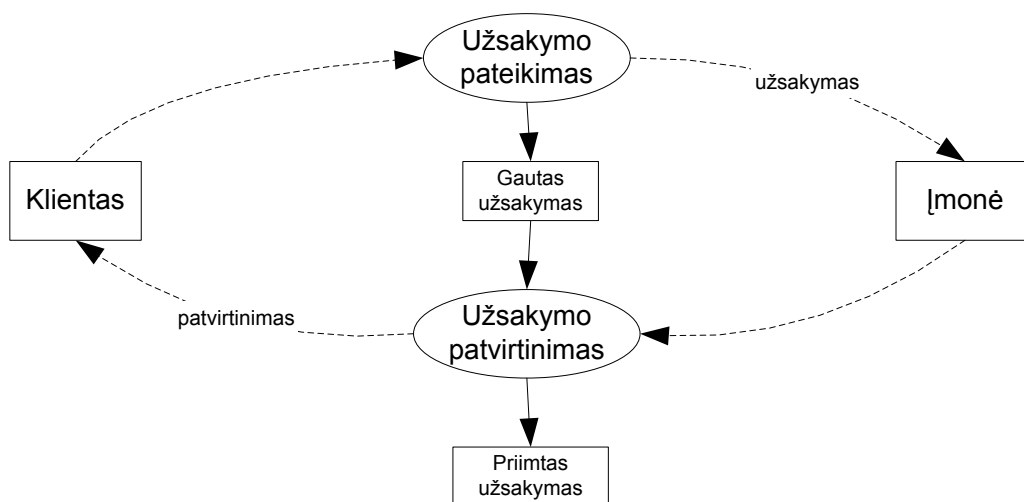 Užsakymo
pateikimas
užsakymas
Klientas
Gautas
užsakymas
Įmonė
patvirtinimas
Užsakymo
patvirtinimas
Priimtas
užsakymas